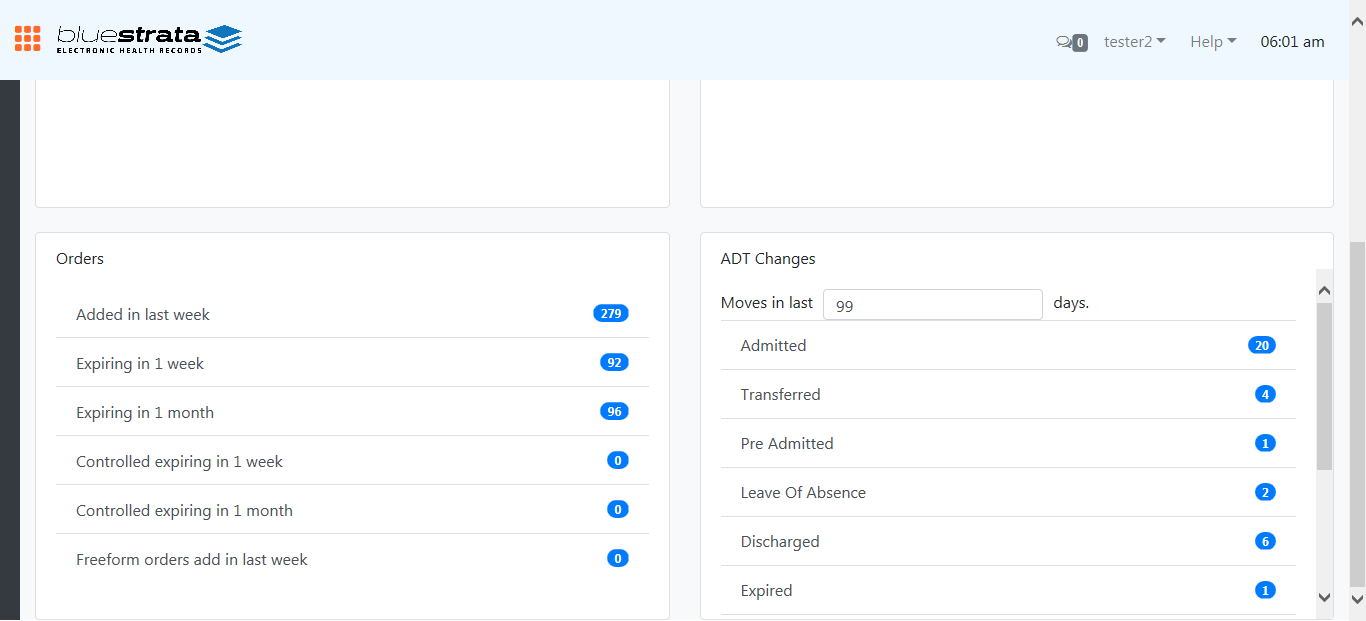 bluestrata
ELECTRONIC HEALTH RECORDS
0 tester2 Help 06:01 am
Orders
Added in last week 279
Expiring in 1 week 92
Expiring in 1 month 96
Controlled expiring in 1 week 0
Controlled expiring in 1 month 0
Freeform orders add in last week 0
ADT Changes
Moves in last 99 days.
Admitted 20
Transferred 4
Pre Admitted 1
Leave Of Absence 2
Discharged 6
Expired 1